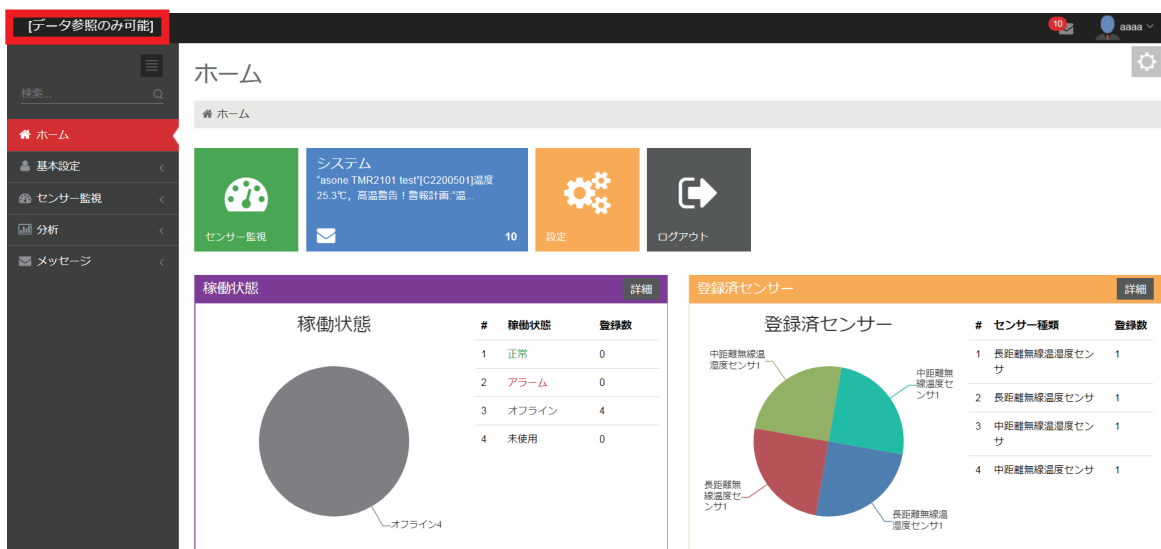 [データ参照のみ可能]
10
aaaa
検索...
ホーム
基本設定
センサー監視
分析
メッセージ
ホーム
ホーム
センサー監視
システム
"asone TMR2101 test"[C2200501]温度
25.3℃，高温警告！警報計画:"温...
10
設定
ログアウト
稼働状態
詳細
稼働状態
オフライン4
# 稼働状態 登録数
1 正常 0
2 アラーム 0
3 オフライン 4
4 未使用 0
登録済センサー
詳細
登録済センサー
中距離無線温
湿度センサ1
中距離無
線温度セ
ンサ1
長距離無
線温度セ
ンサ1
長距離無線温
湿度センサ1
# センサー種類 登録数
1 長距離無線温湿度セン 1
サ
2 長距離無線温度センサ 1
3 中距離無線温湿度セン 1
サ
4 中距離無線温度センサ 1